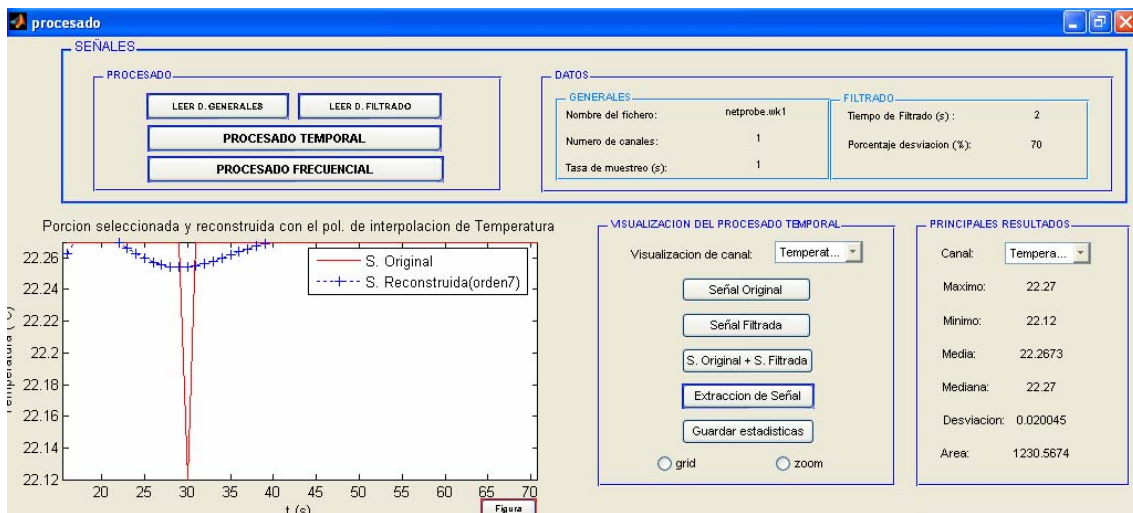 procesado
SEÑALES
PROCESADO
LEER D.GENERALES
LEER D.FILTRADO
PROCESADO TEMPORAL
PROCESADO FRECUENCIAL
DATOS
GENERALES
Nombre del fichero: netprobe.wk1
Numero de canales: 1
Tasa de muestreo (s): 1
FILTRADO
Tiempo de Filtrado (s) : 2
Porcentaje desviacion (%): 70
Porcion seleccionada y reconstruida con el pol. de interpolacion de Temperatura
S. Original
S. Reconstruida(orden7)
22.26
22.24
22.22
22.2
22.18
22.16
22.14
22.12
Temperatura (°C)
20 25 30 35 40 45 50 55 60 65 70
t (s)
Figura
VISUALIZACION DEL PROCESADO TEMPORAL
Visualizacion de canal: Temperat...
Señal Original
Señal Filtrada
S. Original + S. Filtrada
Extraccion de Señal
Guardar estadisticas
grid zoom
PRINCIPALES RESULTADOS
Canal: Tempera...
Maximo: 22.27
Minimo: 22.12
Media: 22.2673
Mediana: 22.27
Desviacion: 0.020045
Area: 1230.5674